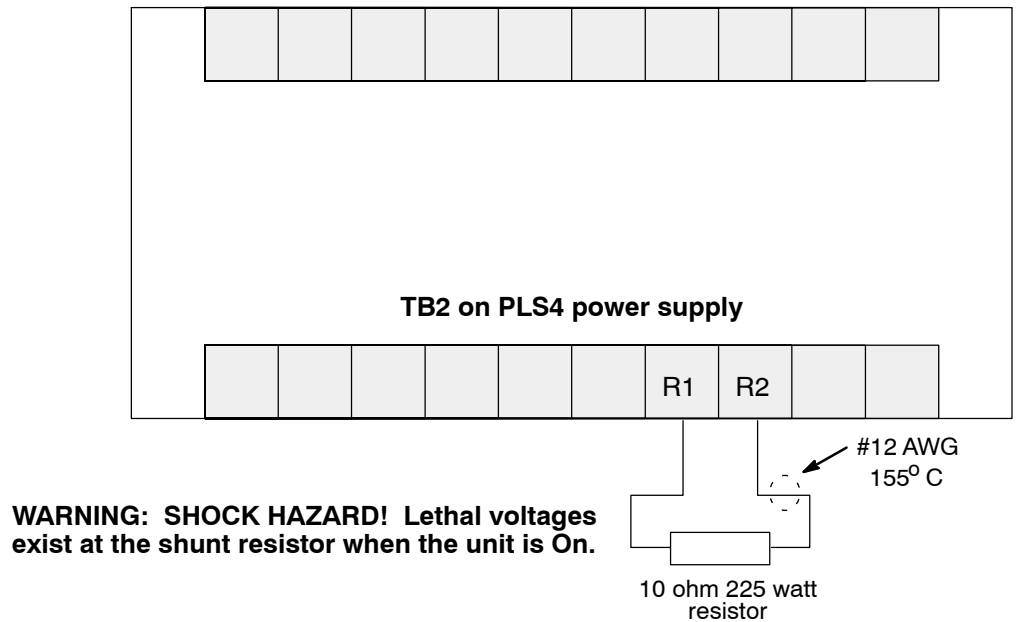 TB2 on PLS4 power supply
R1 R2
#12 AWG
155º C
WARNING: SHOCK HAZARD! Lethal voltages
exist at the shunt resistor when the unit is On.
10 ohm 225 watt
resistor